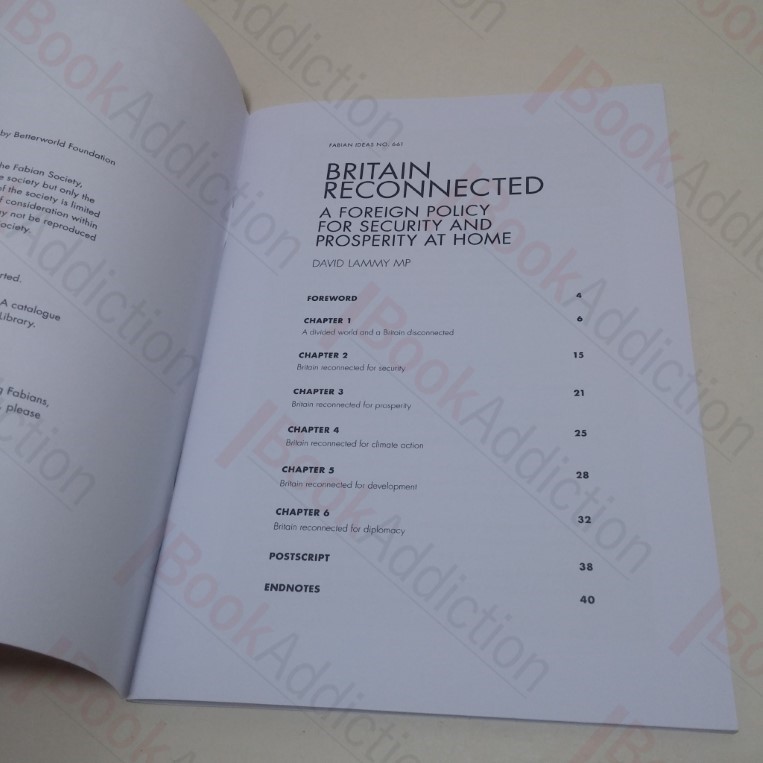 by Betterworld Foundation
he Fabian Society,
e society but only the
of the society is limited
d consideration within
y not be reproduced
ociety.
rted.
A catalogue
Library.
g Fabians,
, please
FABIAN IDEAS NO. 661
BRITAIN
RECONNECTED
A FOREIGN POLICY
FOR SECURITY AND
PROSPERITY AT HOME
DAVID LAMMY MP
FOREWORD 4
CHAPTER 1 6
A divided world and a Britain disconnected
CHAPTER 2 15
Britain reconnected for security
CHAPTER 3 21
Britain reconnected for prosperity
CHAPTER 4 25
Britain reconnected for climate action
CHAPTER 5 28
Britain reconnected for development
CHAPTER 6 32
Britain reconnected for diplomacy
POSTSCRIPT 38
ENDNOTES 40
BookAddiction